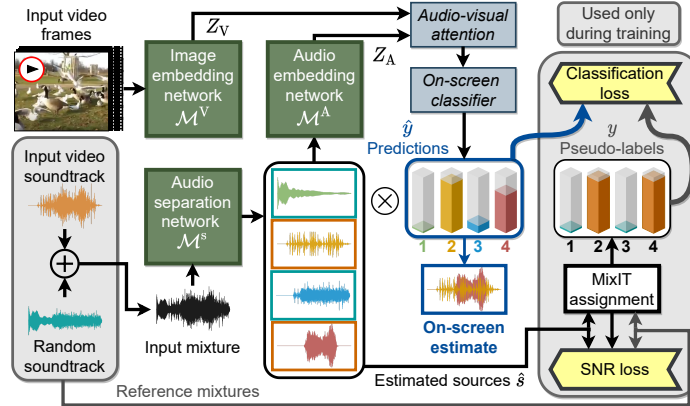 Input video
frames
Z_V
Z_A
Image
embedding
network
M^V
Audio
embedding
network
M^A
Audio-visual
attention
On-screen
classifier
Used only
during training
Classification
loss
ŷ
Predictions
y
Pseudo-labels
Input video
soundtrack
Audio
separation
network
M^s
1 2 3 4
1 2 3 4
MixIT
assignment
On-screen
estimate
Random
soundtrack
Input mixture
SNR loss
Estimated sources ŝ
Reference mixtures